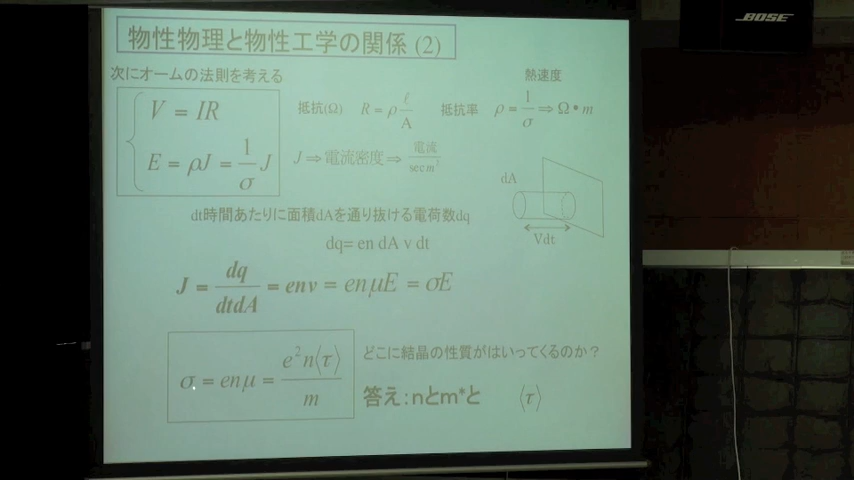 BOSE
物性物理と物性工学の関係 (2)
次にオームの法則を考える
熱速度
V = IR
抵抗(Ω) R = ρ ℓ/A 抵抗率 ρ = 1/σ ⇒ Ω•m
E = ρJ = 1/σ J
J ⇒ 電流密度 ⇒ 電流/sec m²
dA
Vdt
dt時間あたりに面積dAを通り抜ける電荷数dq
dq= en dA v dt
J = dq/dtdA = env = enμE = σE
σ = enμ = e²n⟨τ⟩/m
どこに結晶の性質がはいってくるのか？
答え：nとm*と ⟨τ⟩